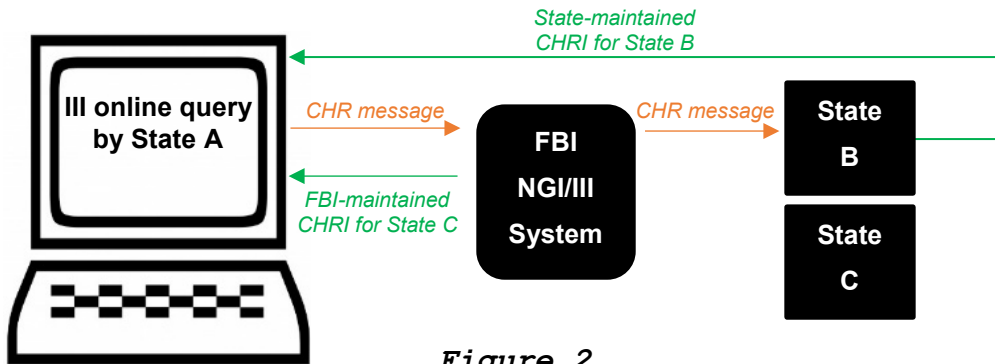 State-maintained
CHRI for State B
III online query
by State A
CHR message
FBI
NGI/III
System
CHR message
State
B
FBI-maintained
CHRI for State C
State
C
Figure 2